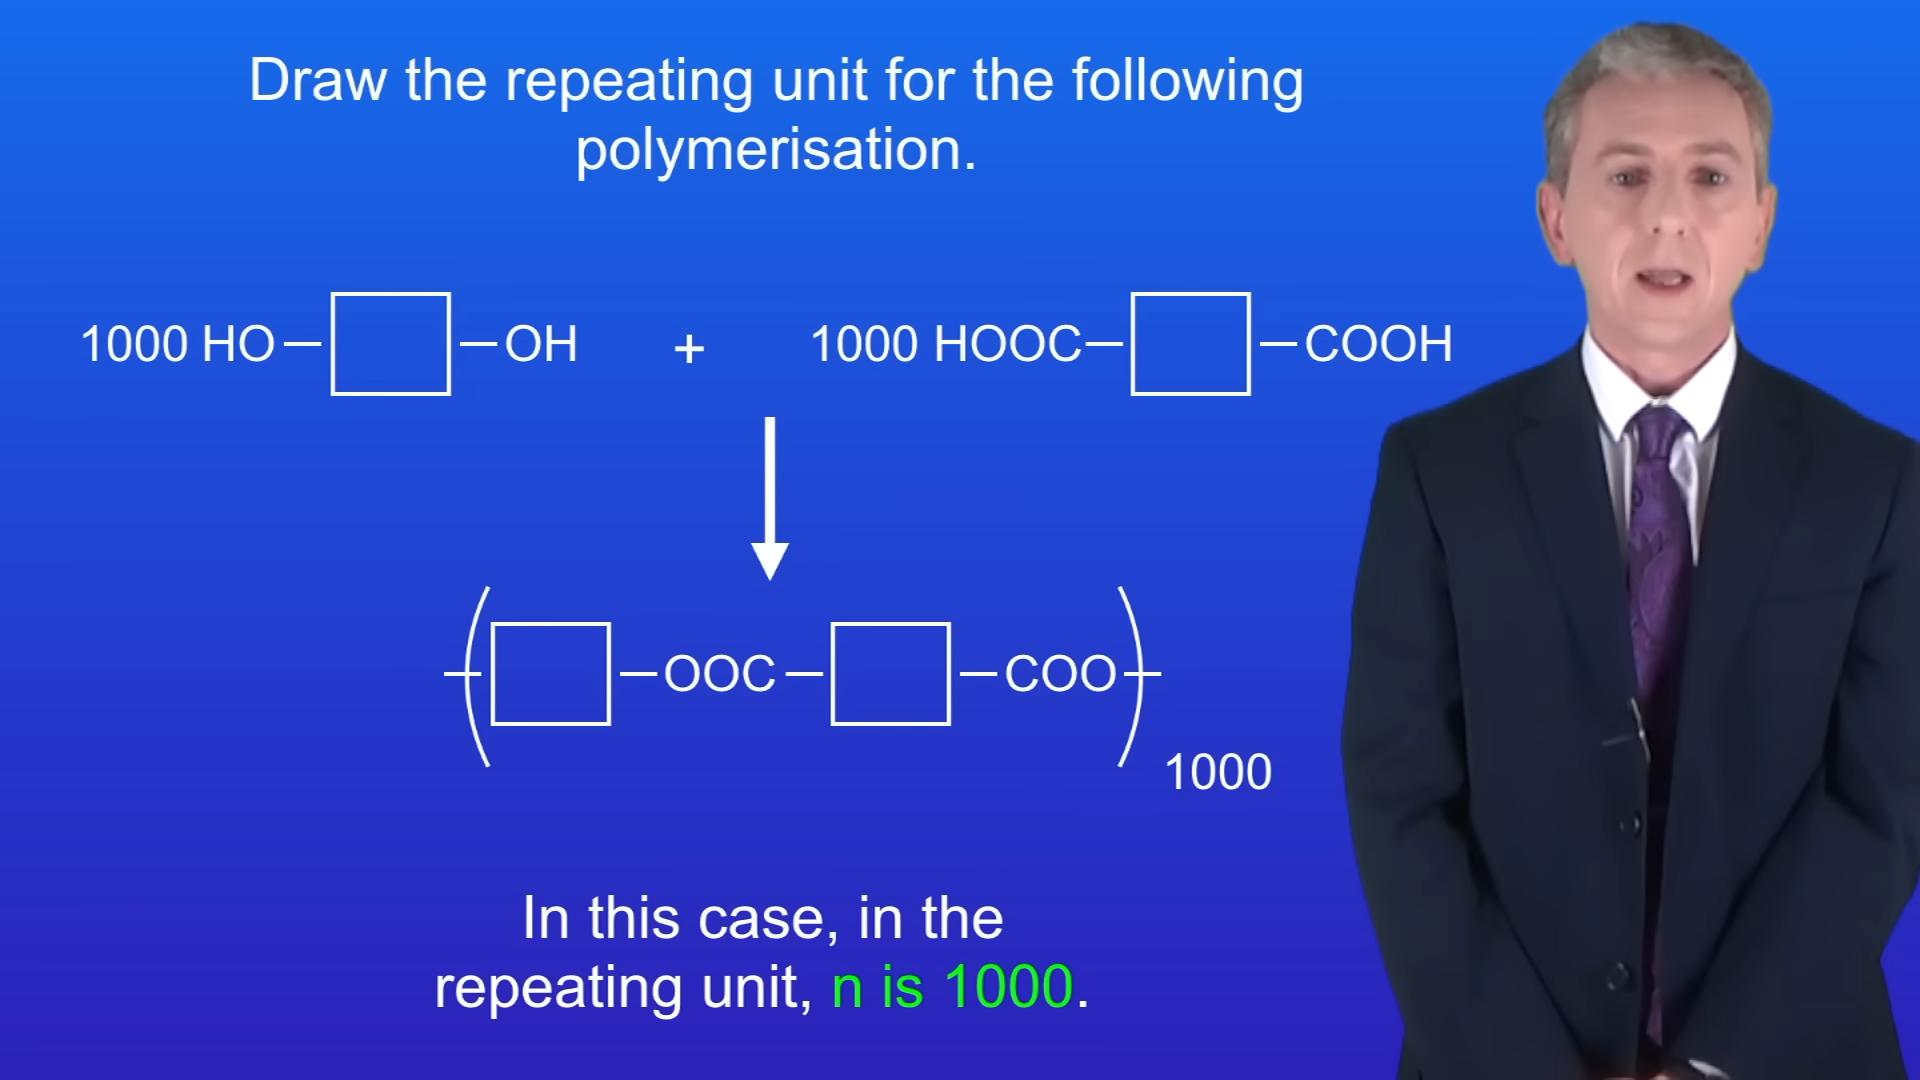 Draw the repeating unit for the following
polymerisation.
1000 HO OH + 1000 HOOC COOH
OOC COO
1000
In this case, in the
repeating unit, n is 1000.